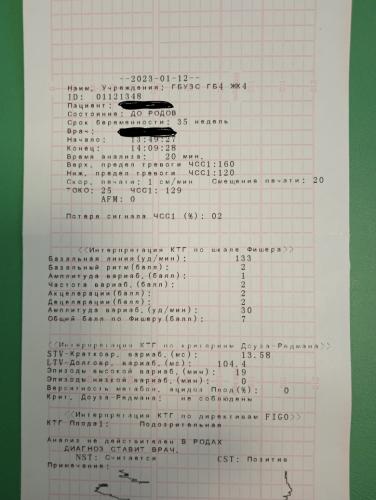 --2023-01-12--
Наим. Учреждения: ГБУЗС ГБ4 ЖК4
ID: 01121348
Пациент:
Состояние: ДО РОДОВ
Срок беременности: 35 недель
Врач:
Начало: 13:49:27
Конец: 14:09:28
Время анализа: 20 мин.
Верх. предел тревоги ЧСС1:160
Ниж. предел тревоги ЧСС1:120
Скор. печати: 1 см/мин Смещение печати: 20
ТОКО: 25 ЧСС1: 129
AFM: 0
Потеря сигнала ЧСС1 (%): 02
<<Интерпретация КТГ по шкале Фишера>>
Базальная линия(уд/мин): 133
Базальный ритм(балл): 2
Амплитуда вариаб.(балл): 1
Частота вариаб.(балл): 2
Акцелерации(балл): 2
Децелерации(балл): 2
Амплитуда вариаб.(уд/мин): 30
Общий балл по Фишеру(балл): 7
<<Интерпретация КТГ по критериям Доуза-Редмана>>
STV-Краткоср. вариаб.(мс): 13.58
LTV-Долговр. вариаб.(мс): 104.4
Эпизоды высокой вариаб.(мин): 19
Эпизоды низкой вариаб.(мин): 0
Вероятность метабол. ацидоз Плод(%): 0
Крит. Доуза-Редмана: не соблюдены
<<Интерпретация КТГ по директивам FIGO>>
КТГ Плода1: Подозрительная
Анализ не действителен В РОДАХ
ДИАГНОЗ СТАВИТ ВРАЧ.
NST: Считается CST: Позитив
Примечание: